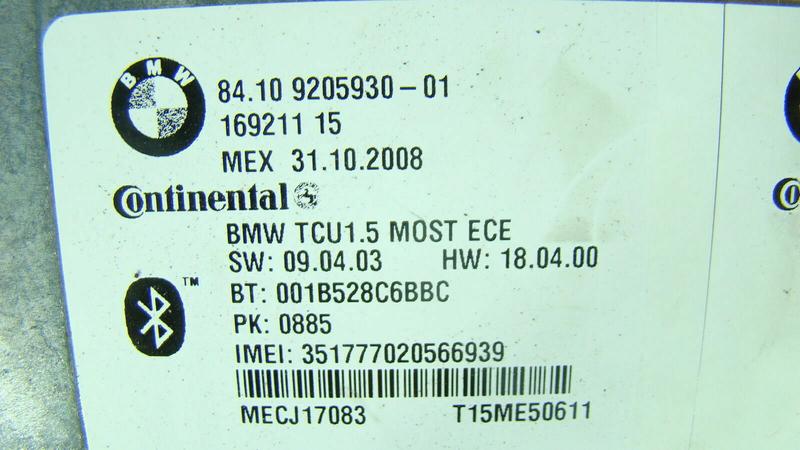 BMW
84.10 9205930-01
169211 15
MEX 31.10.2008
Continental
BMW TCU1.5 MOST ECE
SW: 09.04.03 HW: 18.04.00
™
BT: 001B528C6BBC
PK: 0885
IMEI: 351777020566939
MECJ17083 T15ME50611